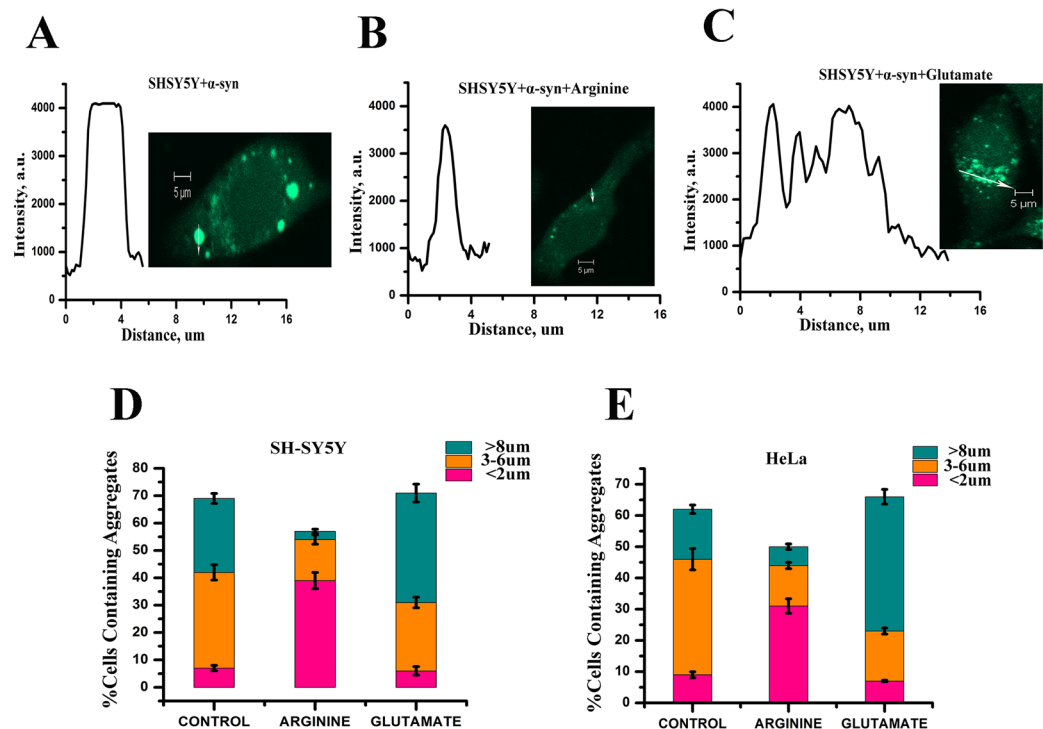 A
B
C
SHSY5Y+α-syn
SHSY5Y+α-syn+Arginine
SHSY5Y+α-syn+Glutamate
Intensity, a.u.
4000
3000
2000
1000
0
5 µm
0 4 8 12 16
Distance, um
Intensity, a.u.
4000
3000
2000
1000
0
5 µm
0 4 8 12 16
Distance, um
Intensity, a.u.
4000
3000
2000
1000
0
5 µm
0 4 8 12 16
Distance, um
D
SH-SY5Y
>8um
3-6um
<2um
%Cells Containing Aggregates
80
70
60
50
40
30
20
10
0
CONTROL ARGININE GLUTAMATE
E
HeLa
>8um
3-6um
<2um
%Cells Containing Aggregates
70
60
50
40
30
20
10
0
CONTROL ARGININE GLUTAMATE